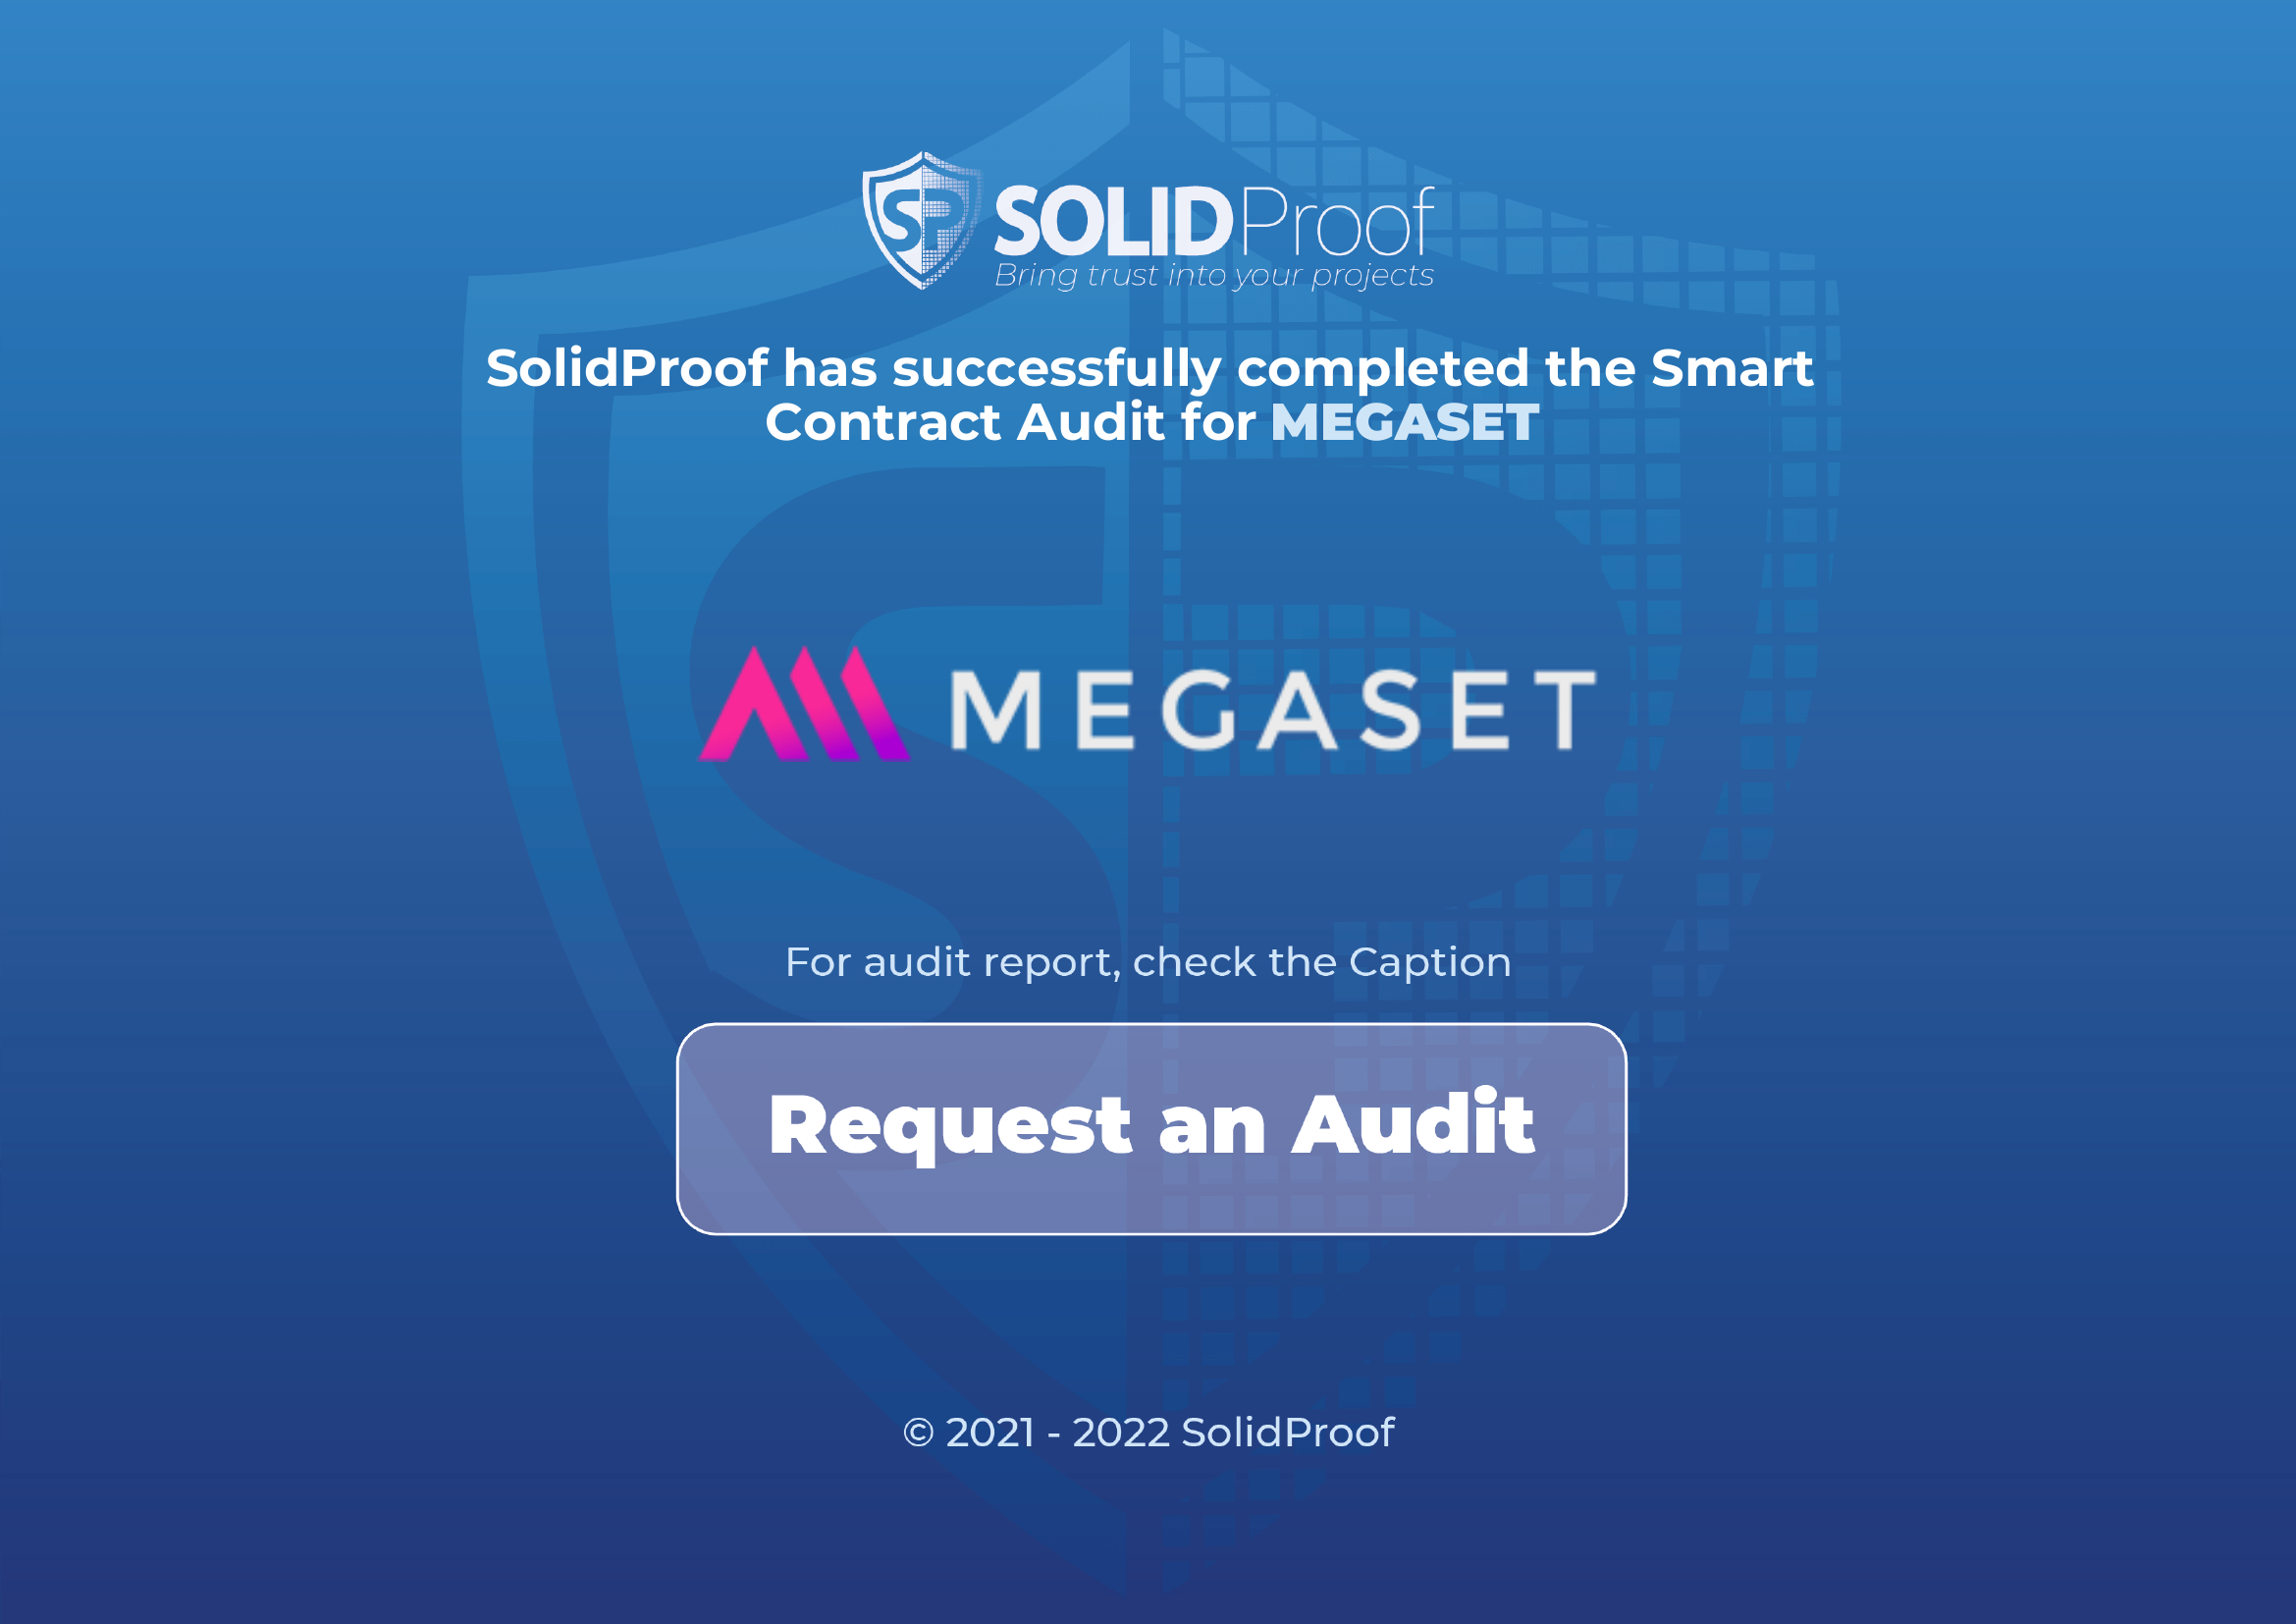 SP SOLIDProof
Bring trust into your projects
SolidProof has successfully completed the Smart
Contract Audit for MEGASET
MEGASET
For audit report, check the Caption
Request an Audit
© 2021 - 2022 SolidProof